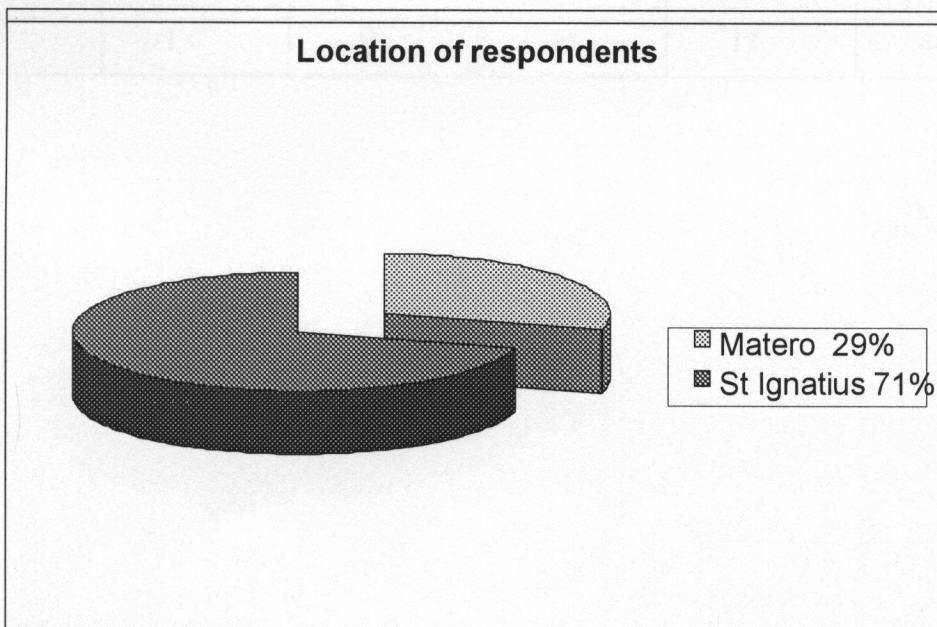 Location of respondents
Matero 29%
St Ignatius 71%